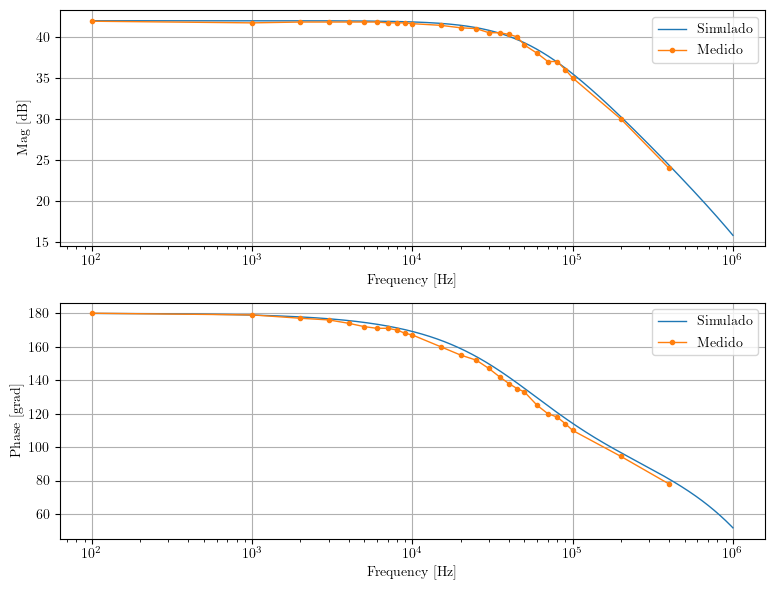 40
35
30
25
20
15
Mag [dB]
Simulado
Medido
10^2
10^3
10^4
10^5
10^6
Frequency [Hz]
180
160
140
120
100
80
60
Phase [grad]
Simulado
Medido
10^2
10^3
10^4
10^5
10^6
Frequency [Hz]